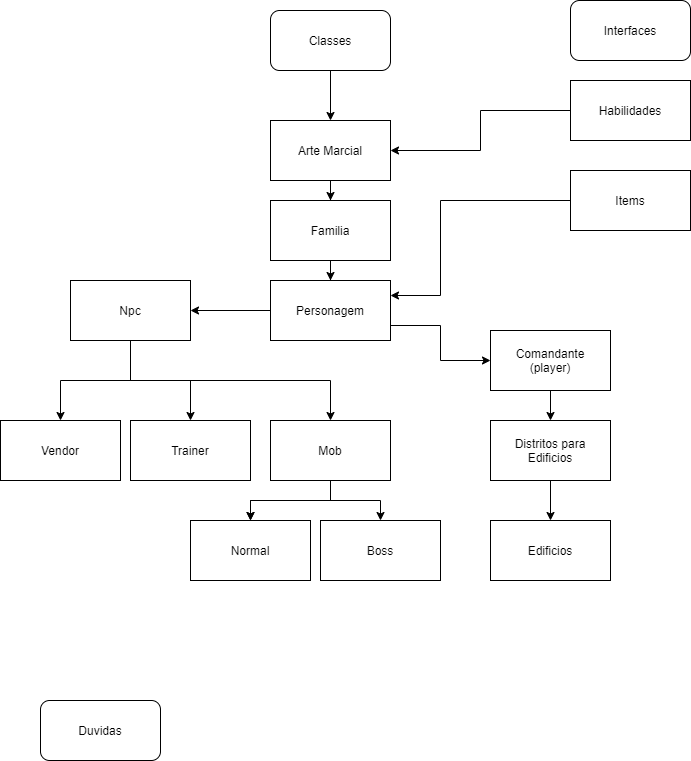 Classes
Interfaces
Habilidades
Arte Marcial
Items
Familia
Npc
Personagem
Comandante
(player)
Vendor
Trainer
Mob
Distritos para
Edificios
Normal
Boss
Edificios
Duvidas